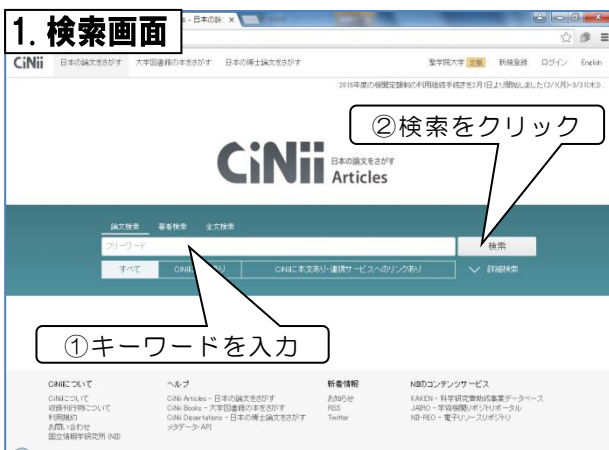 1. 検索画面
- 日本の論
CiNii 日本の論文をさがす 大学図書館の本をさがす 日本の博士論文をさがす 聖学院大学 定額 新規登録 ログイン English
2016年度の機関定額制の利用継続手続きを2月1日より開始しました(2/1(月)-3/31(木)).
②検索をクリック
CiNii 日本の論文をさがす
Articles
論文検索 著者検索 全文検索
フリーワード 検索
すべて CiNiiに CiNiiに本文あり・連携サービスへのリンクあり 詳細検索
①キーワードを入力
CiNiiについて ヘルプ 新着情報 NIIのコンテンツサービス
CiNiiについて CiNii Articles - 日本の論文をさがす お知らせ KAKEN - 科学研究費助成事業データベース
収録刊行物について CiNii Books - 大学図書館の本をさがす RSS JAIRO - 学術機関リポジトリポータル
利用規約 CiNii Dissertations - 日本の博士論文をさがす Twitter NII-REO - 電子リソースリポジトリ
お問い合わせ メタデータ・API
国立情報学研究所 (NII)